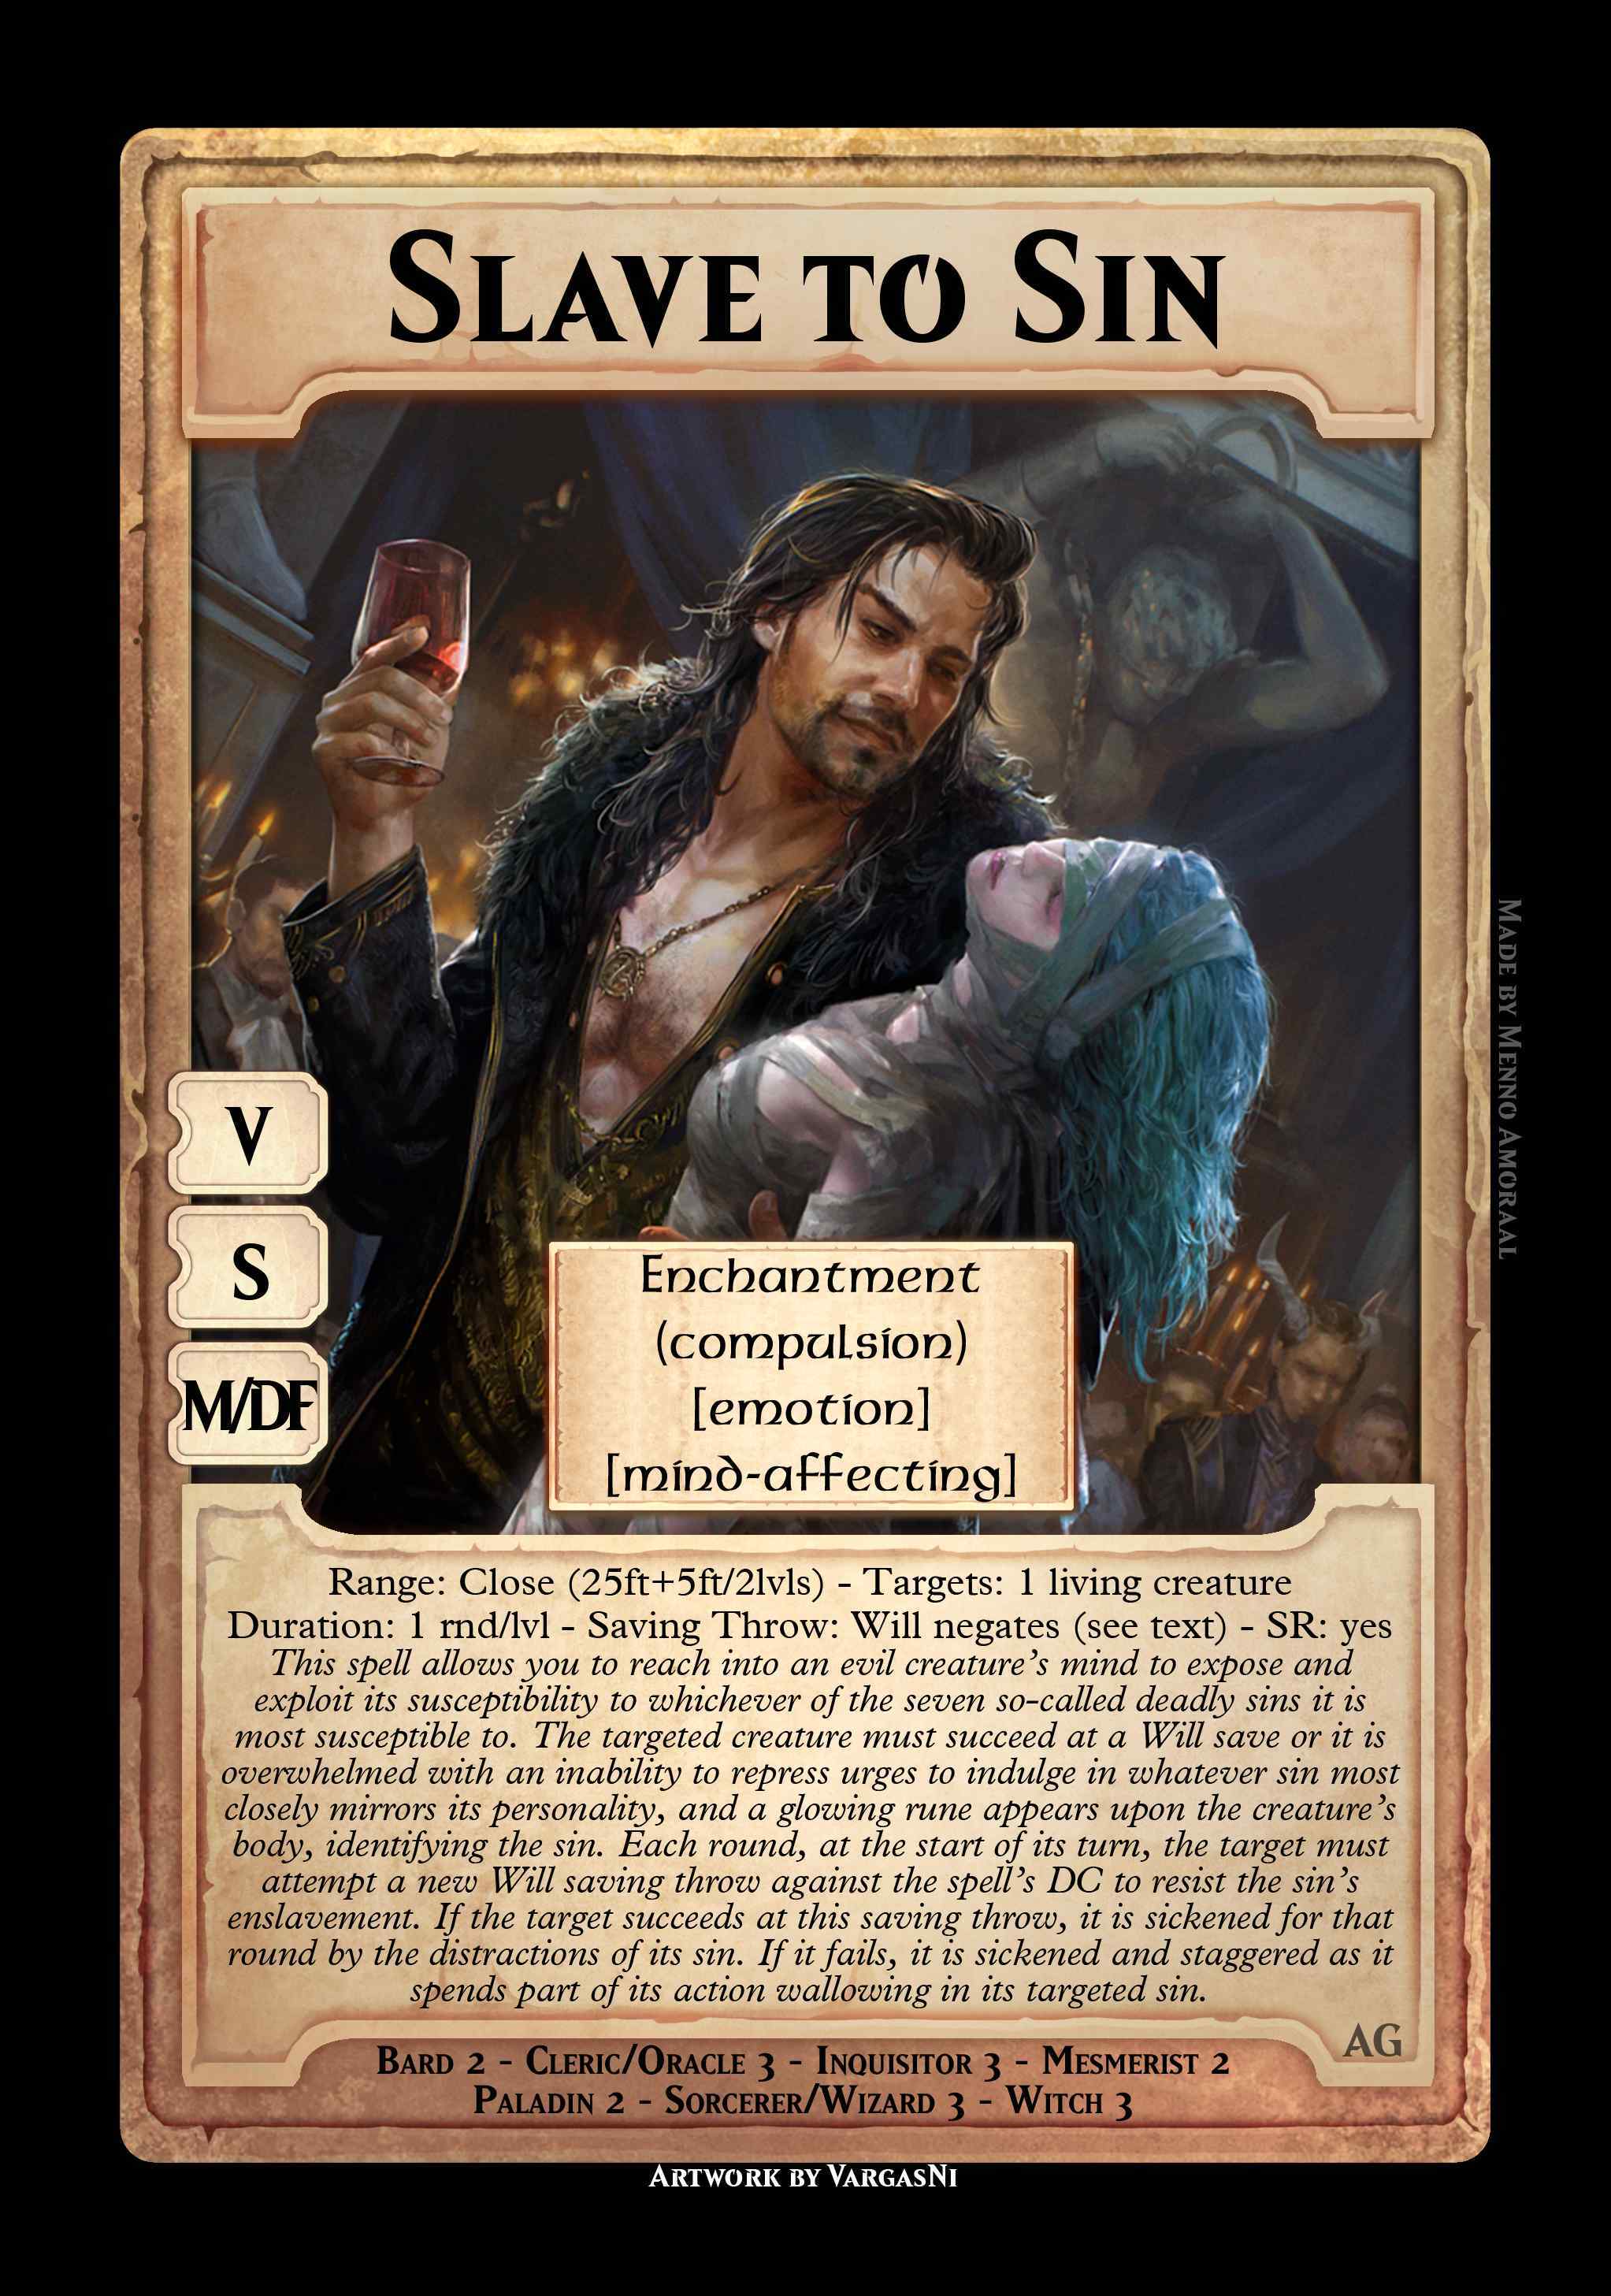 Slave to Sin
V
S
M/DF
Enchantment
(compulsion)
[emotion]
[mind-affecting]
Range: Close (25ft+5ft/2lvls) - Targets: 1 living creature
Duration: 1 rnd/lvl - Saving Throw: Will negates (see text) - SR: yes
This spell allows you to reach into an evil creature's mind to expose and
exploit its susceptibility to whichever of the seven so-called deadly sins it is
most susceptible to. The targeted creature must succeed at a Will save or it is
overwhelmed with an inability to repress urges to indulge in whatever sin most
closely mirrors its personality, and a glowing rune appears upon the creature's
body, identifying the sin. Each round, at the start of its turn, the target must
attempt a new Will saving throw against the spell's DC to resist the sin's
enslavement. If the target succeeds at this saving throw, it is sickened for that
round by the distractions of its sin. If it fails, it is sickened and staggered as it
spends part of its action wallowing in its targeted sin.
AG
Bard 2 - Cleric/Oracle 3 - Inquisitor 3 - Mesmerist 2
Paladin 2 - Sorcerer/Wizard 3 - Witch 3
Artwork by VargasNi
Made by Menno Amoraal